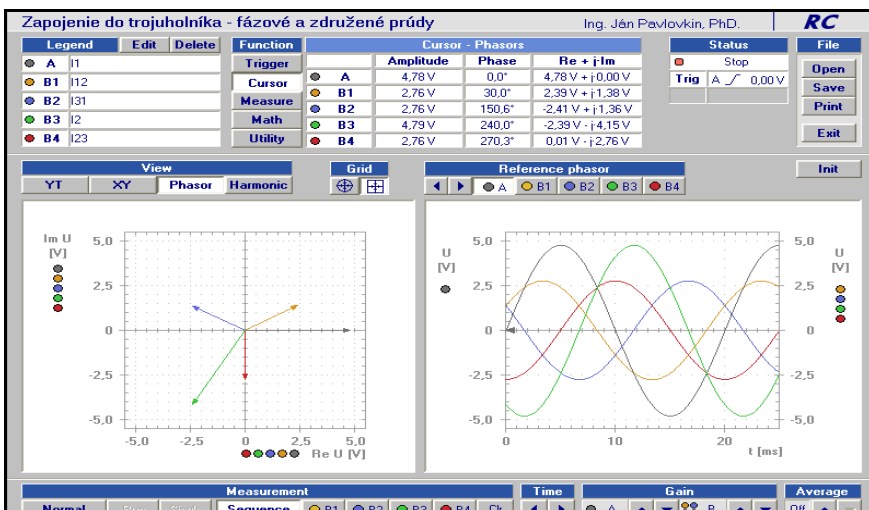 Zapojenie do trojuholníka - fázové a združené prúdy Ing. Ján Pavlovkin, PhD. RC
Legend Edit Delete Function Cursor - Phasors Status File
A I1 Trigger Amplitude Phase Re + j·Im Stop Open
B1 I12 Cursor A 4,78 V 0,0° 4,78 V + j 0,00 V Trig A 0,00 V Save
B2 I31 Measure B1 2,76 V 30,0° 2,39 V + j 1,38 V Print
B3 I2 Math B2 2,76 V 150,6° -2,41 V + j 1,36 V
B4 I23 Utility B3 4,79 V 240,0° -2,39 V - j 4,15 V Exit
B4 2,76 V 270,3° 0,01 V - j 2,76 V
View Grid Reference phasor Init
YT XY Phasor Harmonic A B1 B2 B3 B4
Im U [V]
5,0
2,5
0
-2,5
-5,0
-5,0 -2,5 0 2,5 5,0
Re U [V]
U [V]
5,0
2,5
0
-2,5
-5,0
0 10 20
t [ms]
5,0
2,5
0
-2,5
-5,0
U [V]
Measurement Time Gain Average
Normal Sequence B1 B2 B3 B4 A B Off